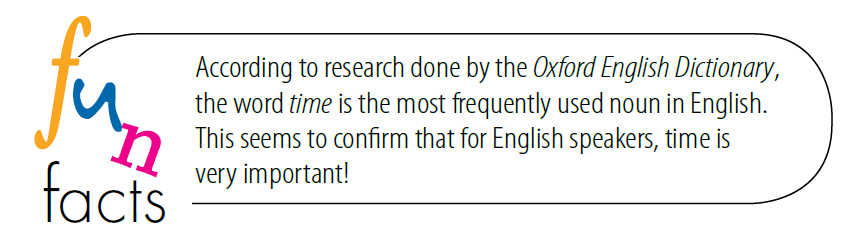 fun
facts
According to research done by the Oxford English Dictionary,
the word time is the most frequently used noun in English.
This seems to confirm that for English speakers, time is
very important!